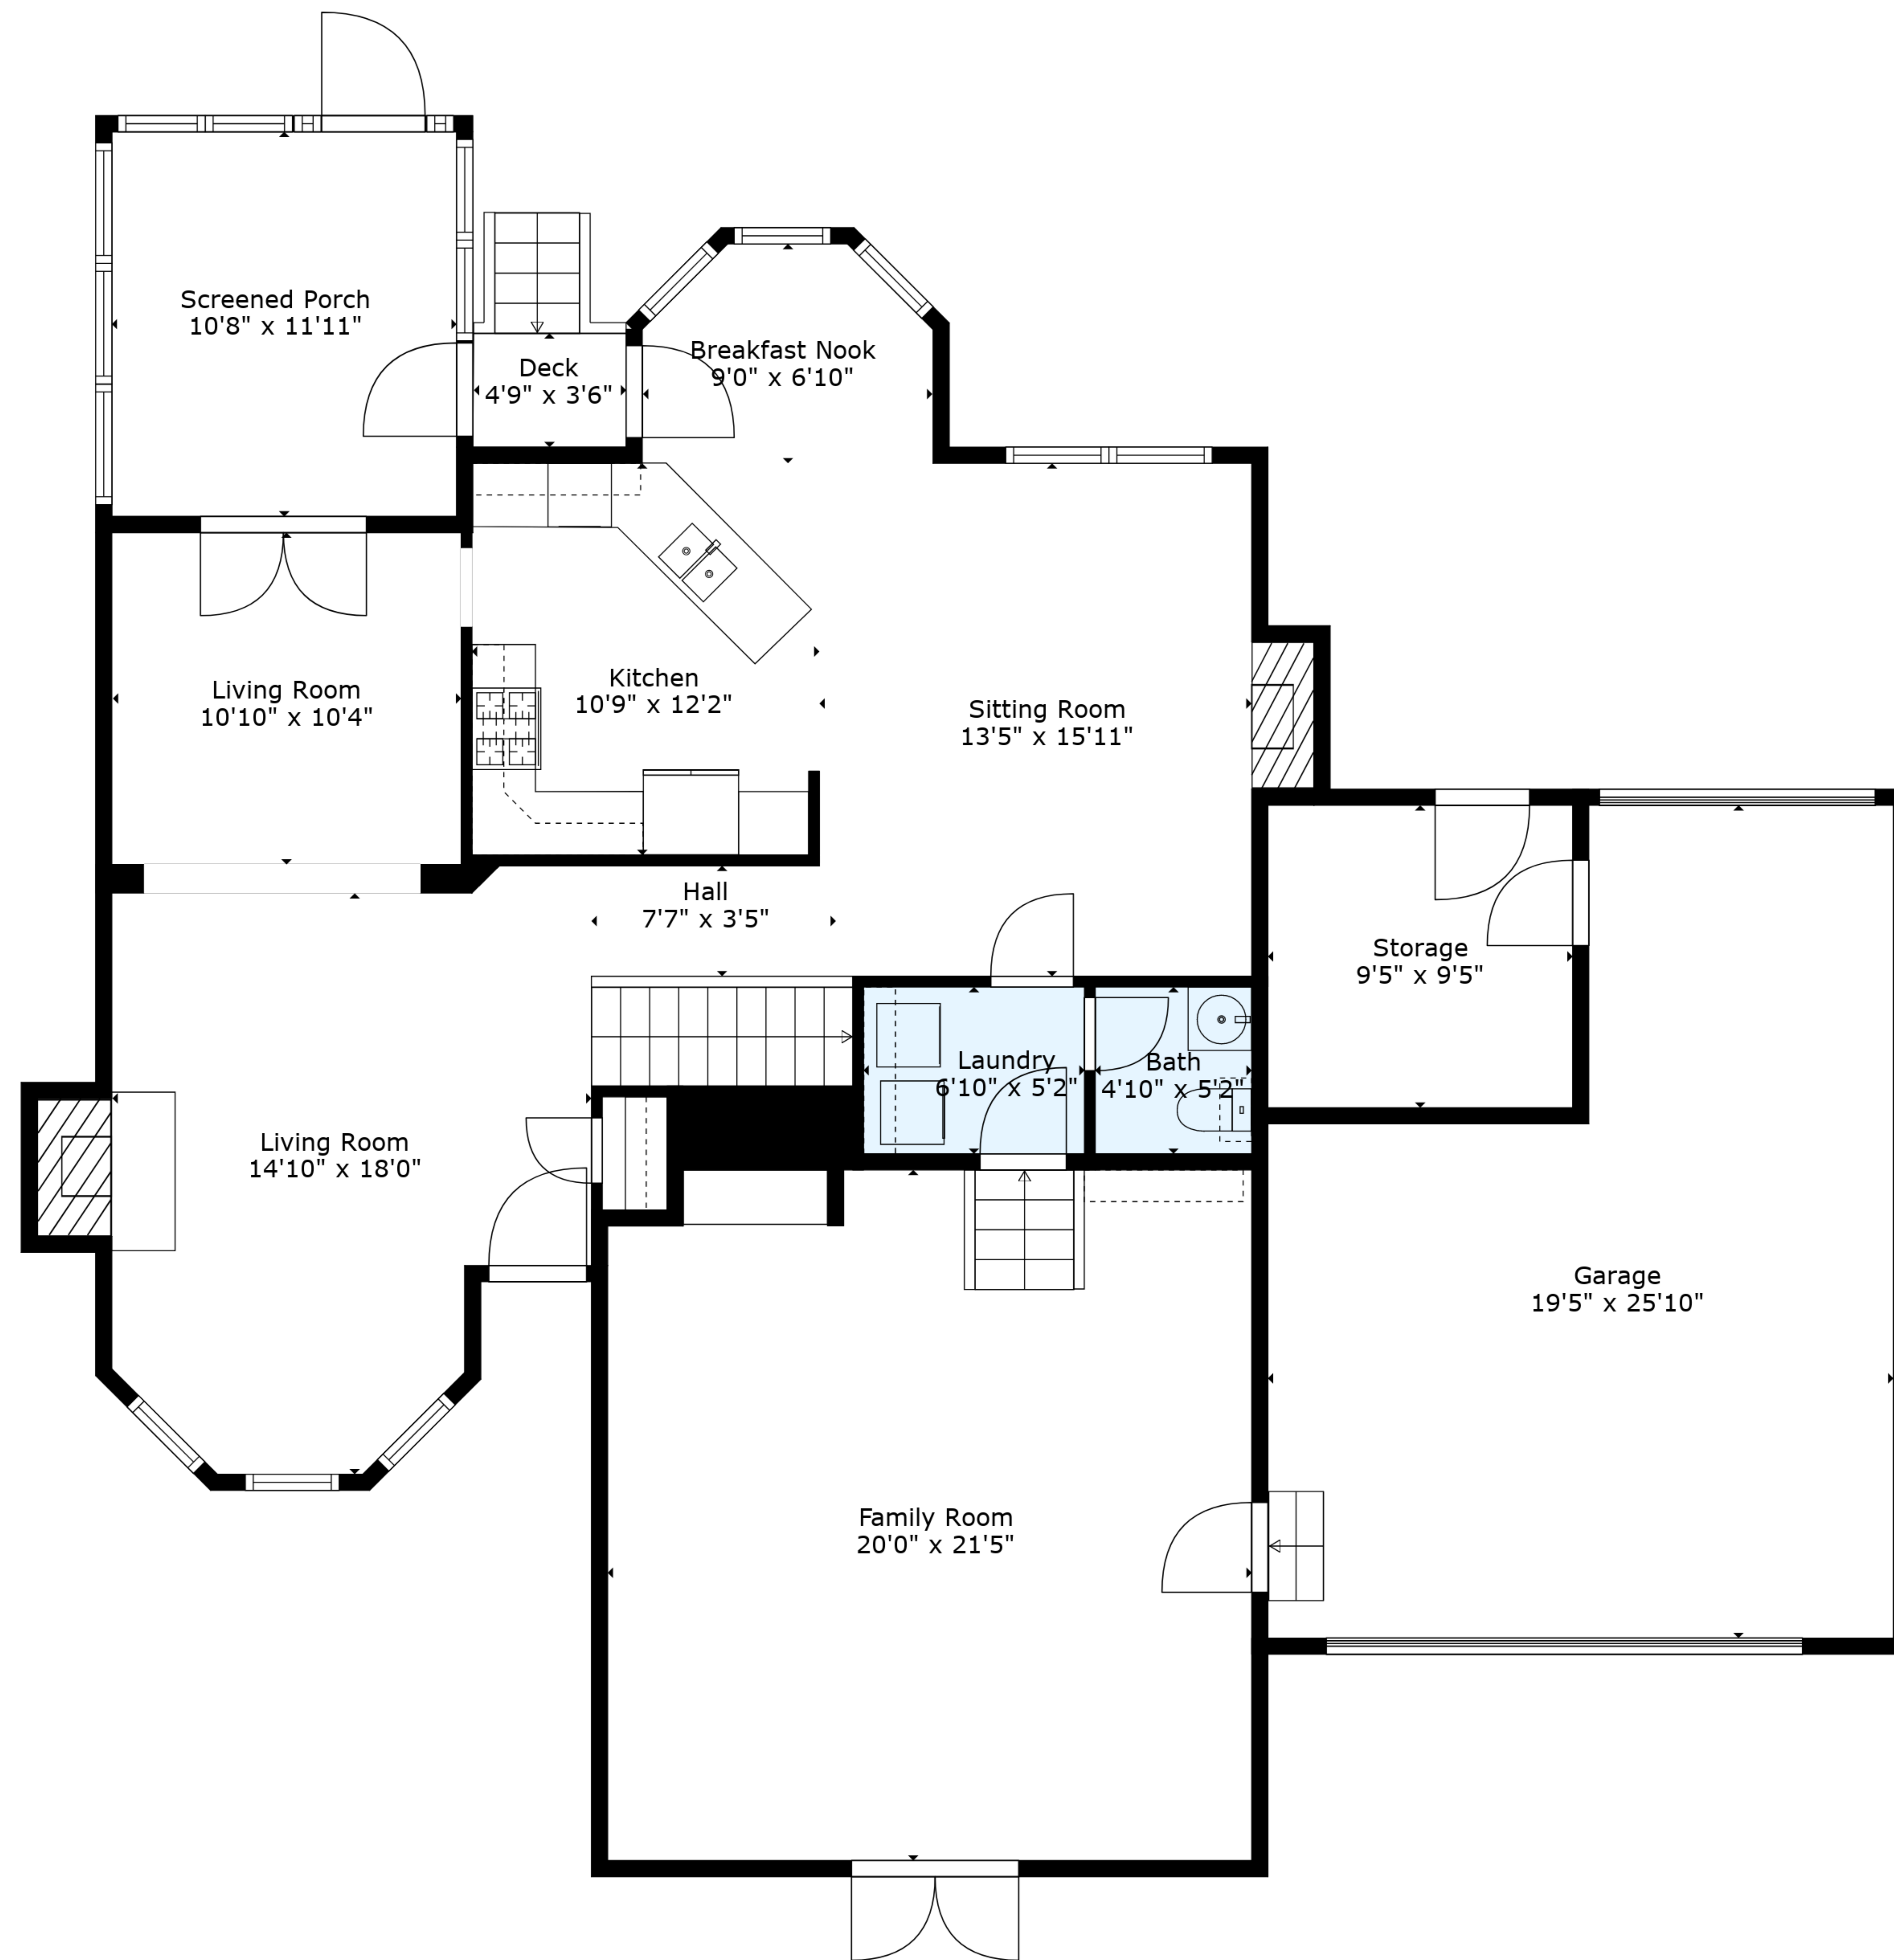 Screened Porch
10'8" x 11'11"
Deck
4'9" x 3'6"
Breakfast Nook
9'0" x 6'10"
Living Room
10'10" x 10'4"
Kitchen
10'9" x 12'2"
Sitting Room
13'5" x 15'11"
Hall
7'7" x 3'5"
Storage
9'5" x 9'5"
Laundry
6'10" x 5'2"
Bath
4'10" x 5'2"
Living Room
14'10" x 18'0"
Garage
19'5" x 25'10"
Family Room
20'0" x 21'5"